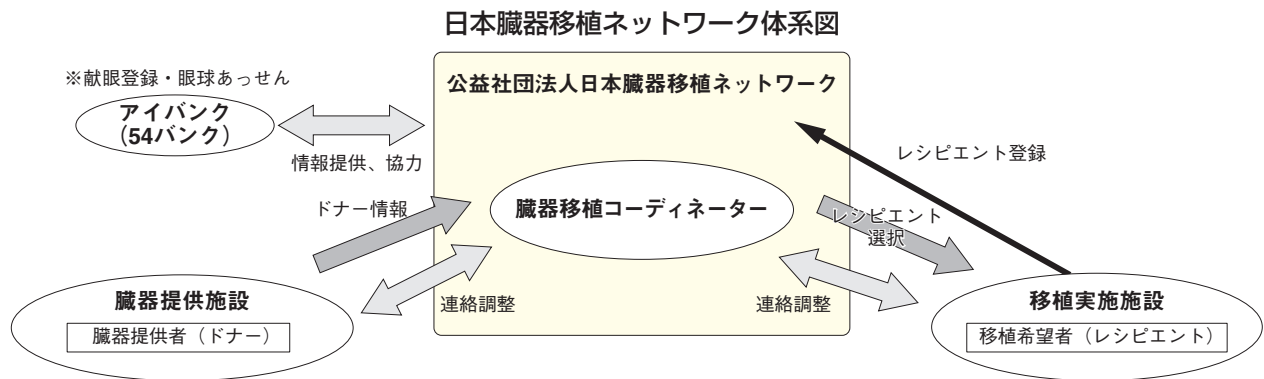 日本臓器移植ネットワーク体系図
公益社団法人日本臓器移植ネットワーク
※献眼登録・眼球あっせん
アイバンク
(54バンク)
情報提供、協力
レシピエント登録
ドナー情報
臓器移植コーディネーター
レシピエント
選択
連絡調整
連絡調整
臓器提供施設
臓器提供者（ドナー）
移植実施施設
移植希望者（レシピエント）